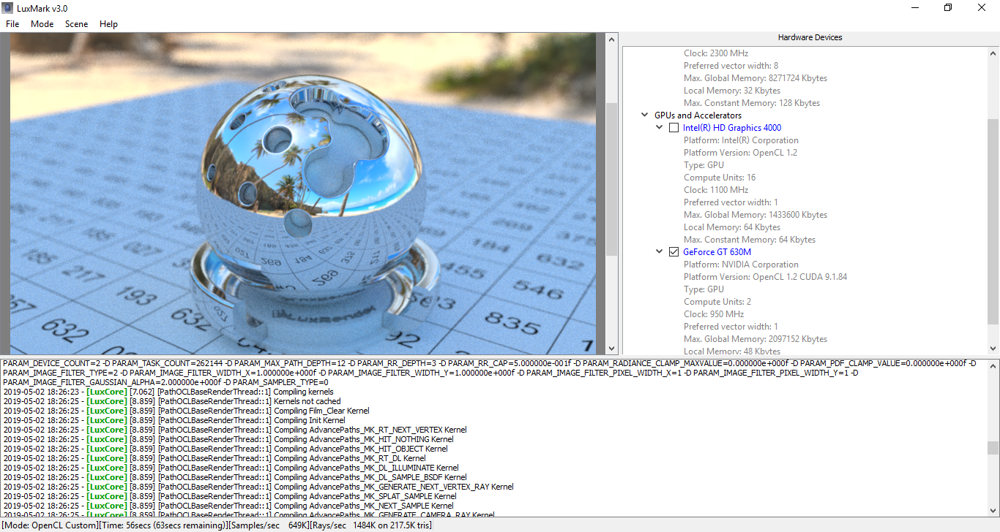 LuxMark v3.0
File Mode Scene Help
Hardware Devices
Clock: 2300 MHz
Preferred vector width: 8
Max. Global Memory: 8271724 Kbytes
Local Memory: 32 Kbytes
Max. Constant Memory: 128 Kbytes
GPUs and Accelerators
Intel(R) HD Graphics 4000
Platform: Intel(R) Corporation
Platform Version: OpenCL 1.2
Type: GPU
Compute Units: 16
Clock: 1100 MHz
Preferred vector width: 1
Max. Global Memory: 1433600 Kbytes
Local Memory: 64 Kbytes
Max. Constant Memory: 64 Kbytes
GeForce GT 630M
Platform: NVIDIA Corporation
Platform Version: OpenCL 1.2 CUDA 9.1.84
Type: GPU
Compute Units: 2
Clock: 950 MHz
Preferred vector width: 1
Max. Global Memory: 2097152 Kbytes
Local Memory: 48 Kbytes
184
632
185
217
455
546
193
632
835
632
92
PARAM_DEVICE_COUNT=2 -D PARAM_TASK_COUNT=262144 -D PARAM_MAX_PATH_DEPTH=12 -D PARAM_RR_DEPTH=3 -D PARAM_RR_CAP=5.000000e-001f -D PARAM_RADIANCE_CLAMP_MAXVALUE=0.000000e+000f -D PARAM_PDF_CLAMP_VALUE=0.000000e+000f -D
PARAM_IMAGE_FILTER_TYPE=2 -D PARAM_IMAGE_FILTER_WIDTH_X=1.000000e+000f -D PARAM_IMAGE_FILTER_WIDTH_Y=1.000000e+000f -D PARAM_IMAGE_FILTER_PIXEL_WIDTH_X=1 -D PARAM_IMAGE_FILTER_PIXEL_WIDTH_Y=1 -D
PARAM_IMAGE_FILTER_GAUSSIAN_ALPHA=2.000000e+000f -D PARAM_SAMPLER_TYPE=0
2019-05-02 18:26:23 - [LuxCore] [7.062] [PathOCLBaseRenderThread::1] Compiling kernels
2019-05-02 18:26:25 - [LuxCore] [8.859] [PathOCLBaseRenderThread::1] Kernels not cached
2019-05-02 18:26:25 - [LuxCore] [8.859] [PathOCLBaseRenderThread::1] Compiling Film_Clear Kernel
2019-05-02 18:26:25 - [LuxCore] [8.859] [PathOCLBaseRenderThread::1] Compiling Init Kernel
2019-05-02 18:26:25 - [LuxCore] [8.859] [PathOCLBaseRenderThread::1] Compiling AdvancePaths_MK_RT_NEXT_VERTEX Kernel
2019-05-02 18:26:25 - [LuxCore] [8.859] [PathOCLBaseRenderThread::1] Compiling AdvancePaths_MK_HIT_NOTHING Kernel
2019-05-02 18:26:25 - [LuxCore] [8.859] [PathOCLBaseRenderThread::1] Compiling AdvancePaths_MK_HIT_OBJECT Kernel
2019-05-02 18:26:25 - [LuxCore] [8.859] [PathOCLBaseRenderThread::1] Compiling AdvancePaths_MK_RT_DL Kernel
2019-05-02 18:26:25 - [LuxCore] [8.859] [PathOCLBaseRenderThread::1] Compiling AdvancePaths_MK_DL_ILLUMINATE Kernel
2019-05-02 18:26:25 - [LuxCore] [8.859] [PathOCLBaseRenderThread::1] Compiling AdvancePaths_MK_DL_SAMPLE_BSDF Kernel
2019-05-02 18:26:25 - [LuxCore] [8.859] [PathOCLBaseRenderThread::1] Compiling AdvancePaths_MK_GENERATE_NEXT_VERTEX_RAY Kernel
2019-05-02 18:26:25 - [LuxCore] [8.859] [PathOCLBaseRenderThread::1] Compiling AdvancePaths_MK_SPLAT_SAMPLE Kernel
2019-05-02 18:26:25 - [LuxCore] [8.859] [PathOCLBaseRenderThread::1] Compiling AdvancePaths_MK_NEXT_SAMPLE Kernel
2019-05-02 18:26:25 - [LuxCore] [8.859] [PathOCLBaseRenderThread::1] Compiling AdvancePaths_MK_GENERATE_CAMERA_RAY Kernel
[Mode: OpenCL Custom][Time: 56secs (63secs remaining)][Samples/sec 649K][Rays/sec 1484K on 217.5K tris]